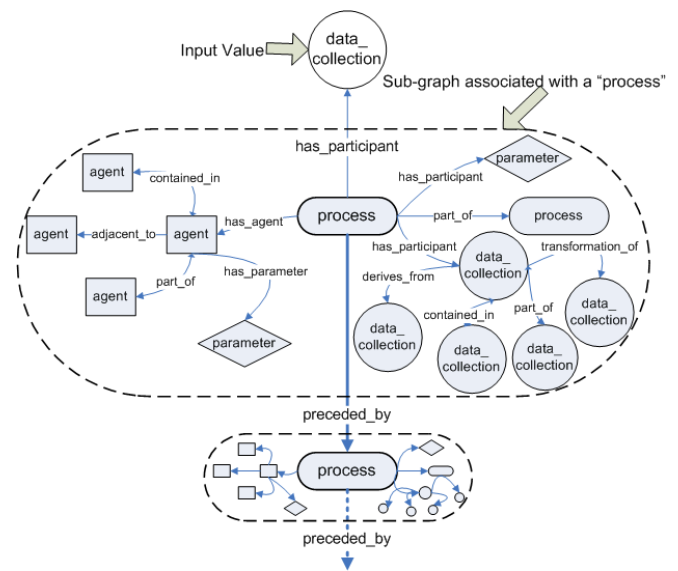 data_
collection
Input Value
Sub-graph associated with a “process”
has_participant
parameter
agent
contained_in
has_participant
process
part_of
process
agent
adjacent_to
agent
has_agent
has_participant
data_
collection
transformation_of
part_of
agent
has_parameter
derives_from
data_
collection
contained_in
part_of
data_
collection
parameter
data_
collection
data_
collection
preceded_by
process
preceded_by